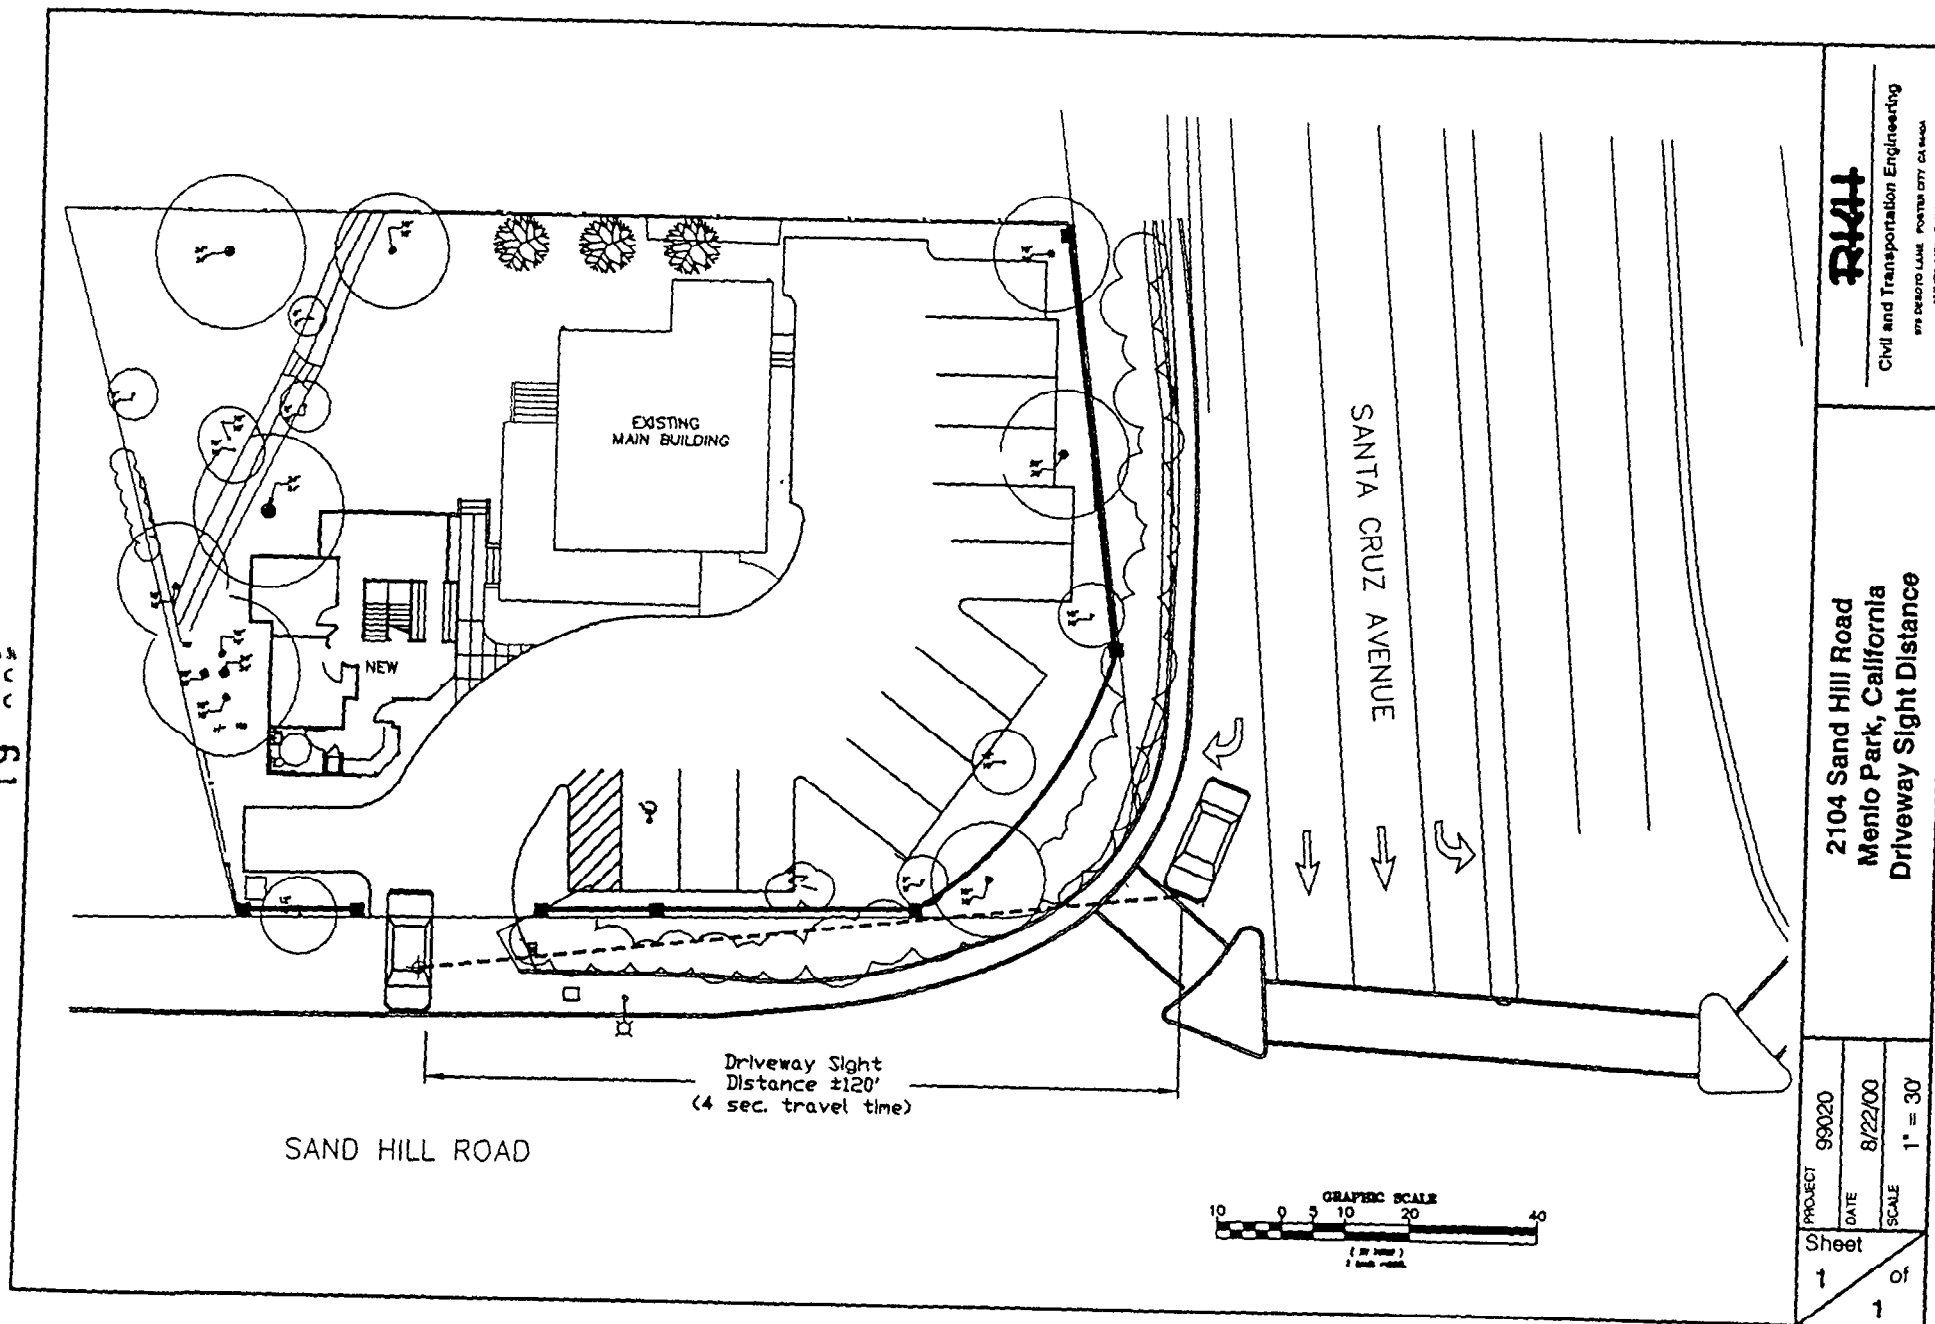 EXISTING
MAIN BUILDING
NEW
SANTA CRUZ AVENUE
Driveway Sight
Distance ±120'
(4 sec. travel time)
SAND HILL ROAD
GRAPHIC SCALE
10 0 5 10 20 40
RKH
Civil and Transportation Engineering
2104 Sand Hill Road
Menlo Park, California
Driveway Sight Distance
PROJECT 99020
DATE 8/22/00
SCALE 1" = 30'
Sheet
1 of
1